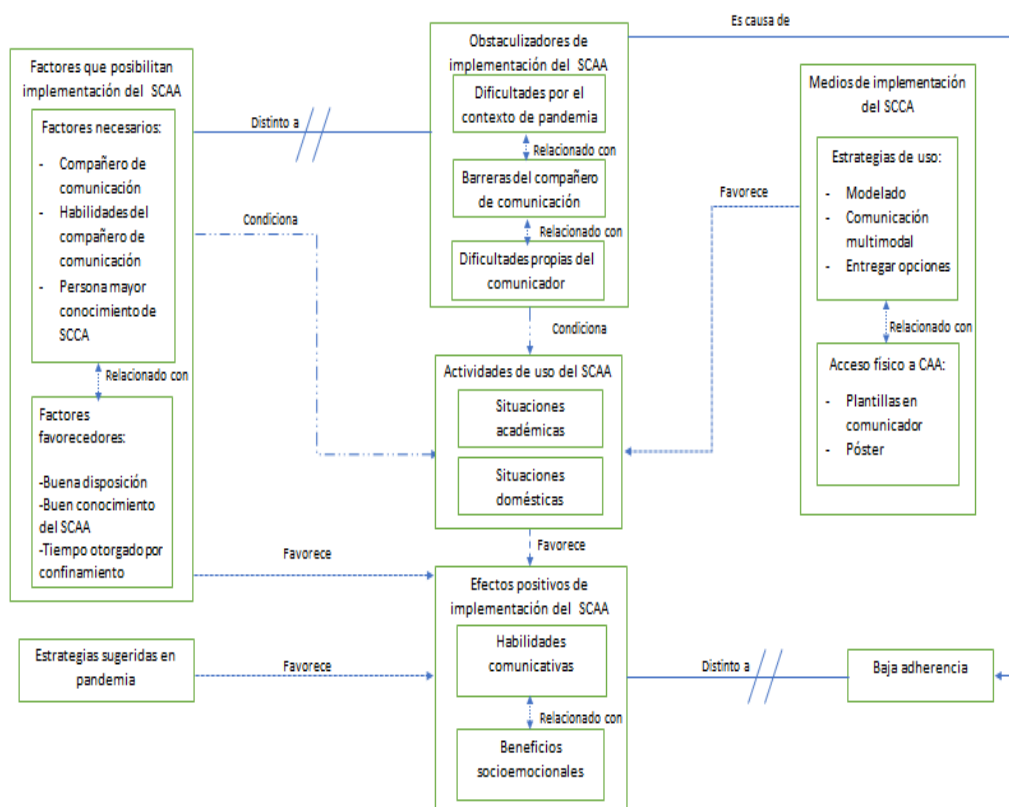 Es causa de
Factores que posibilitan
implementación del SCAA
Factores necesarios:
- Compañero de
comunicación
- Habilidades del
compañero de
comunicación
- Persona mayor
conocimiento de
SCCA
Relacionado con
Factores
favorecedores:
-Buena disposición
-Buen conocimiento
del SCAA
-Tiempo otorgado por
confinamiento
Distinto a
Condiciona
Obstaculizadores de
implementación del SCAA
Dificultades por el
contexto de pandemia
Relacionado con
Barreras del compañero
de comunicación
Relacionado con
Dificultades propias del
comunicador
Condiciona
Medios de implementación
del SCCA
Estrategias de uso:
- Modelado
- Comunicación
multimodal
- Entregar opciones
Relacionado con
Acceso físico a CAA:
- Plantillas en
comunicador
- Póster
Favorece
Actividades de uso del SCAA
Situaciones
académicas
Situaciones
domésticas
Favorece
Favorece
Efectos positivos de
implementación del SCAA
Habilidades
comunicativas
Relacionado con
Beneficios
socioemocionales
Estrategias sugeridas en
pandemia
Favorece
Distinto a
Baja adherencia